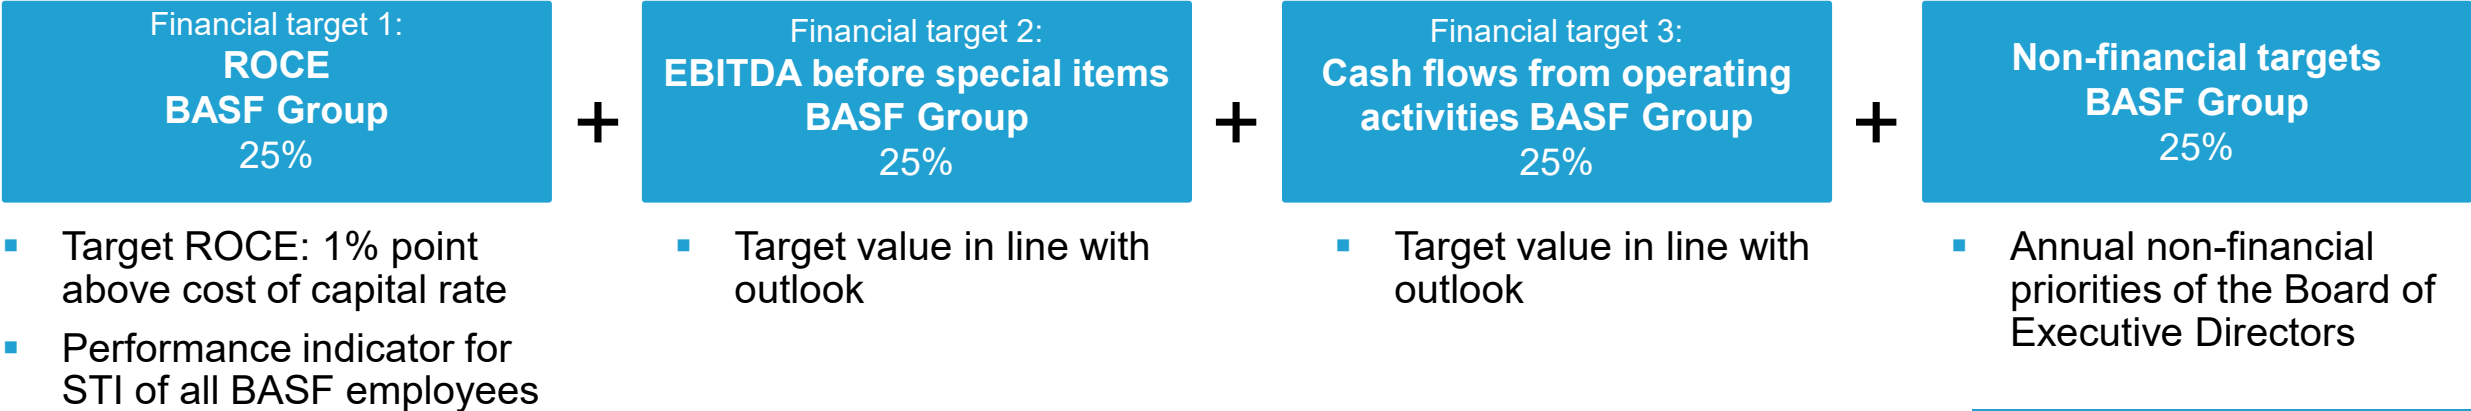 Financial target 1:
ROCE
BASF Group
25%
+
Financial target 2:
EBITDA before special items
BASF Group
25%
+
Financial target 3:
Cash flows from operating
activities BASF Group
25%
+
Non-financial targets
BASF Group
25%
▪ Target ROCE: 1% point
above cost of capital rate
▪ Performance indicator for
STI of all BASF employees
▪ Target value in line with
outlook
▪ Target value in line with
outlook
▪ Annual non-financial
priorities of the Board of
Executive Directors